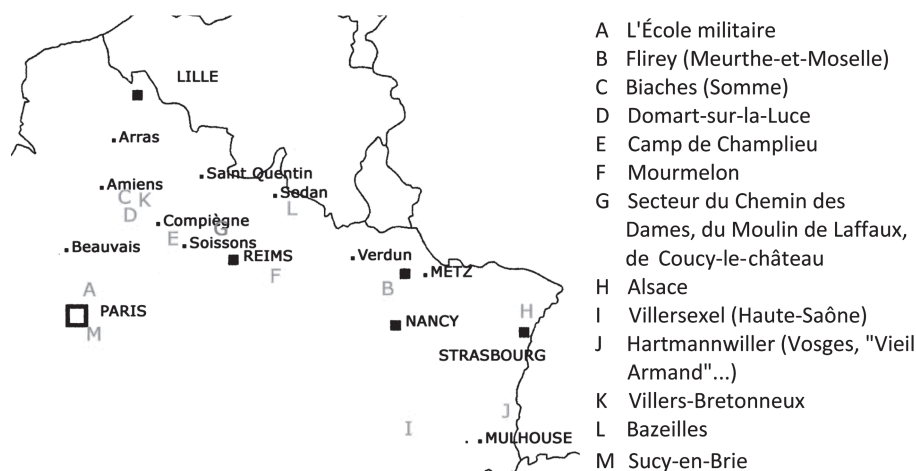 LILLE
Arras
Saint Quentin
Amiens
Sedan
C K
L
D
Compiègne
G
E
Soissons
Beauvais
REIMS
Verdun
F
METZ
A
B
PARIS
H
NANCY
M
STRASBOURG
J
I
MULHOUSE
A L'École militaire
B Flirey (Meurthe-et-Moselle)
C Biaches (Somme)
D Domart-sur-la-Luce
E Camp de Champlieu
F Mourmelon
G Secteur du Chemin des
Dames, du Moulin de Laffaux,
de Coucy-le-château
H Alsace
I Villersexel (Haute-Saône)
J Hartmannwiller (Vosges, "Vieil
Armand"...)
K Villers-Bretonneux
L Bazeilles
M Sucy-en-Brie